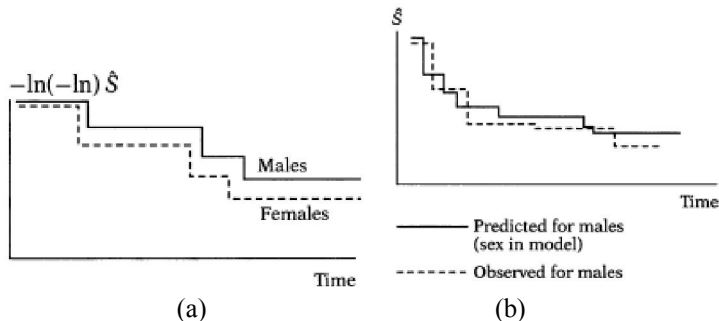 −ln(−ln) Ŝ
Males
Females
Time
(a)
Ŝ
Time
Predicted for males
(sex in model)
Observed for males
(b)